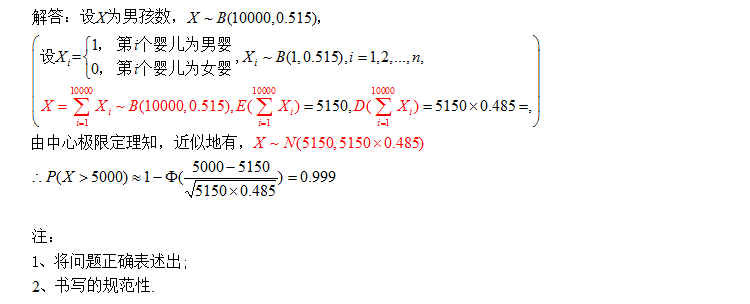 解答：设X为男孩数，X ~ B(10000,0.515)，
设Xᵢ= {1，第i个婴儿为男婴
0，第i个婴儿为女婴 , Xᵢ ~ B(1,0.515), i = 1,2,...,n,
X = ∑_{i=1}^{10000} Xᵢ ~ B(10000,0.515), E(∑_{i=1}^{10000} Xᵢ) = 5150, D(∑_{i=1}^{10000} Xᵢ) = 5150×0.485 =,
由中心极限定理知，近似地有，X ~ N(5150,5150×0.485)
∴ P(X > 5000) ≈ 1 − Φ((5000 − 5150)/√(5150×0.485)) = 0.999
注：
1、将问题正确表述出；
2、书写的规范性.